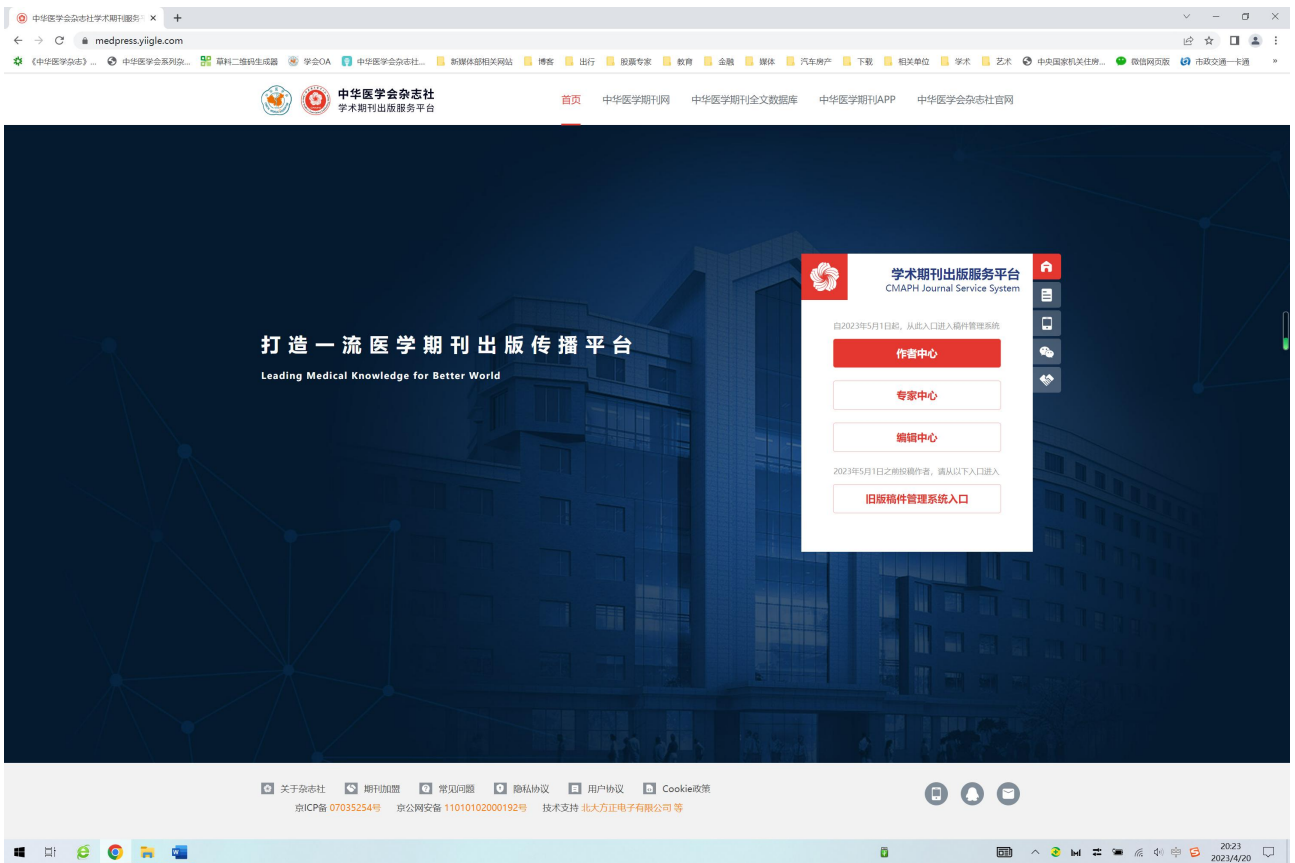 中华医学会杂志社学术期刊服务
medpress.yiigle.com
《中华医学杂志》... 中华医学会系列杂... 草料二维码生成器 学会OA 中华医学会杂志社... 新媒体部相关网站 博客 出行 股票专家 教育 金融 媒体 汽车房产 下载 相关单位 学术 艺术 中央国家机关住房... 微信网页版 市政交通一卡通 »
中华医学会杂志社
学术期刊出版服务平台
首页 中华医学期刊网 中华医学期刊全文数据库 中华医学期刊APP 中华医学会杂志社官网
学术期刊出版服务平台
CMAPH Journal Service System
自2023年5月1日起，从此入口进入稿件管理系统
作者中心
专家中心
编辑中心
2023年5月1日之前投稿作者，请从以下入口进入
旧版稿件管理系统入口
打造一流医学期刊出版传播平台
Leading Medical Knowledge for Better World
关于杂志社 期刊加盟 常见问题 隐私协议 用户协议 Cookie政策
京ICP备 07035254号 京公网安备 11010102000192号 技术支持 北大方正电子有限公司 等
中
20:23
2023/4/20